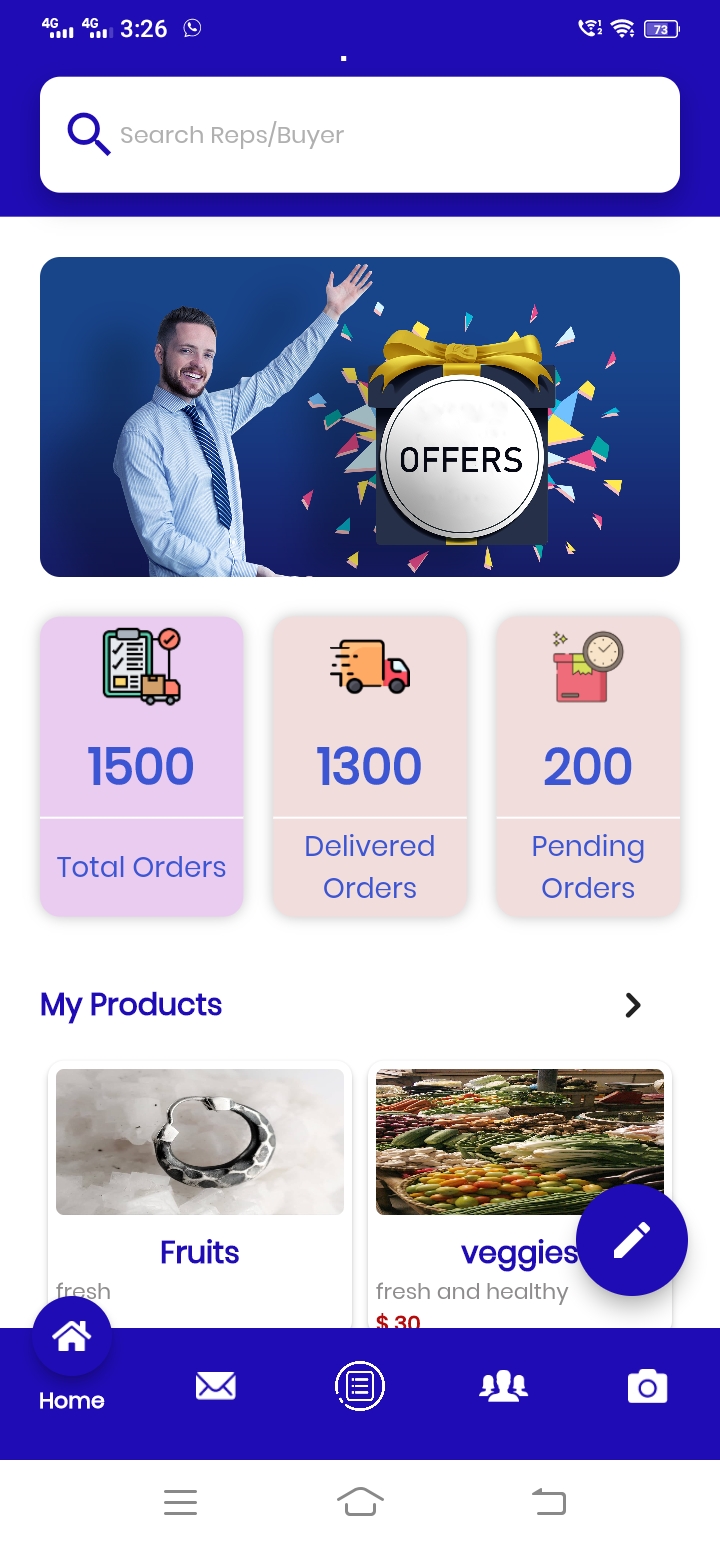 4G 4G 3:26 73
Search Reps/Buyer
OFFERS
1500
Total Orders
1300
Delivered
Orders
200
Pending
Orders
My Products
Fruits
fresh
veggies
fresh and healthy
$ 30
Home